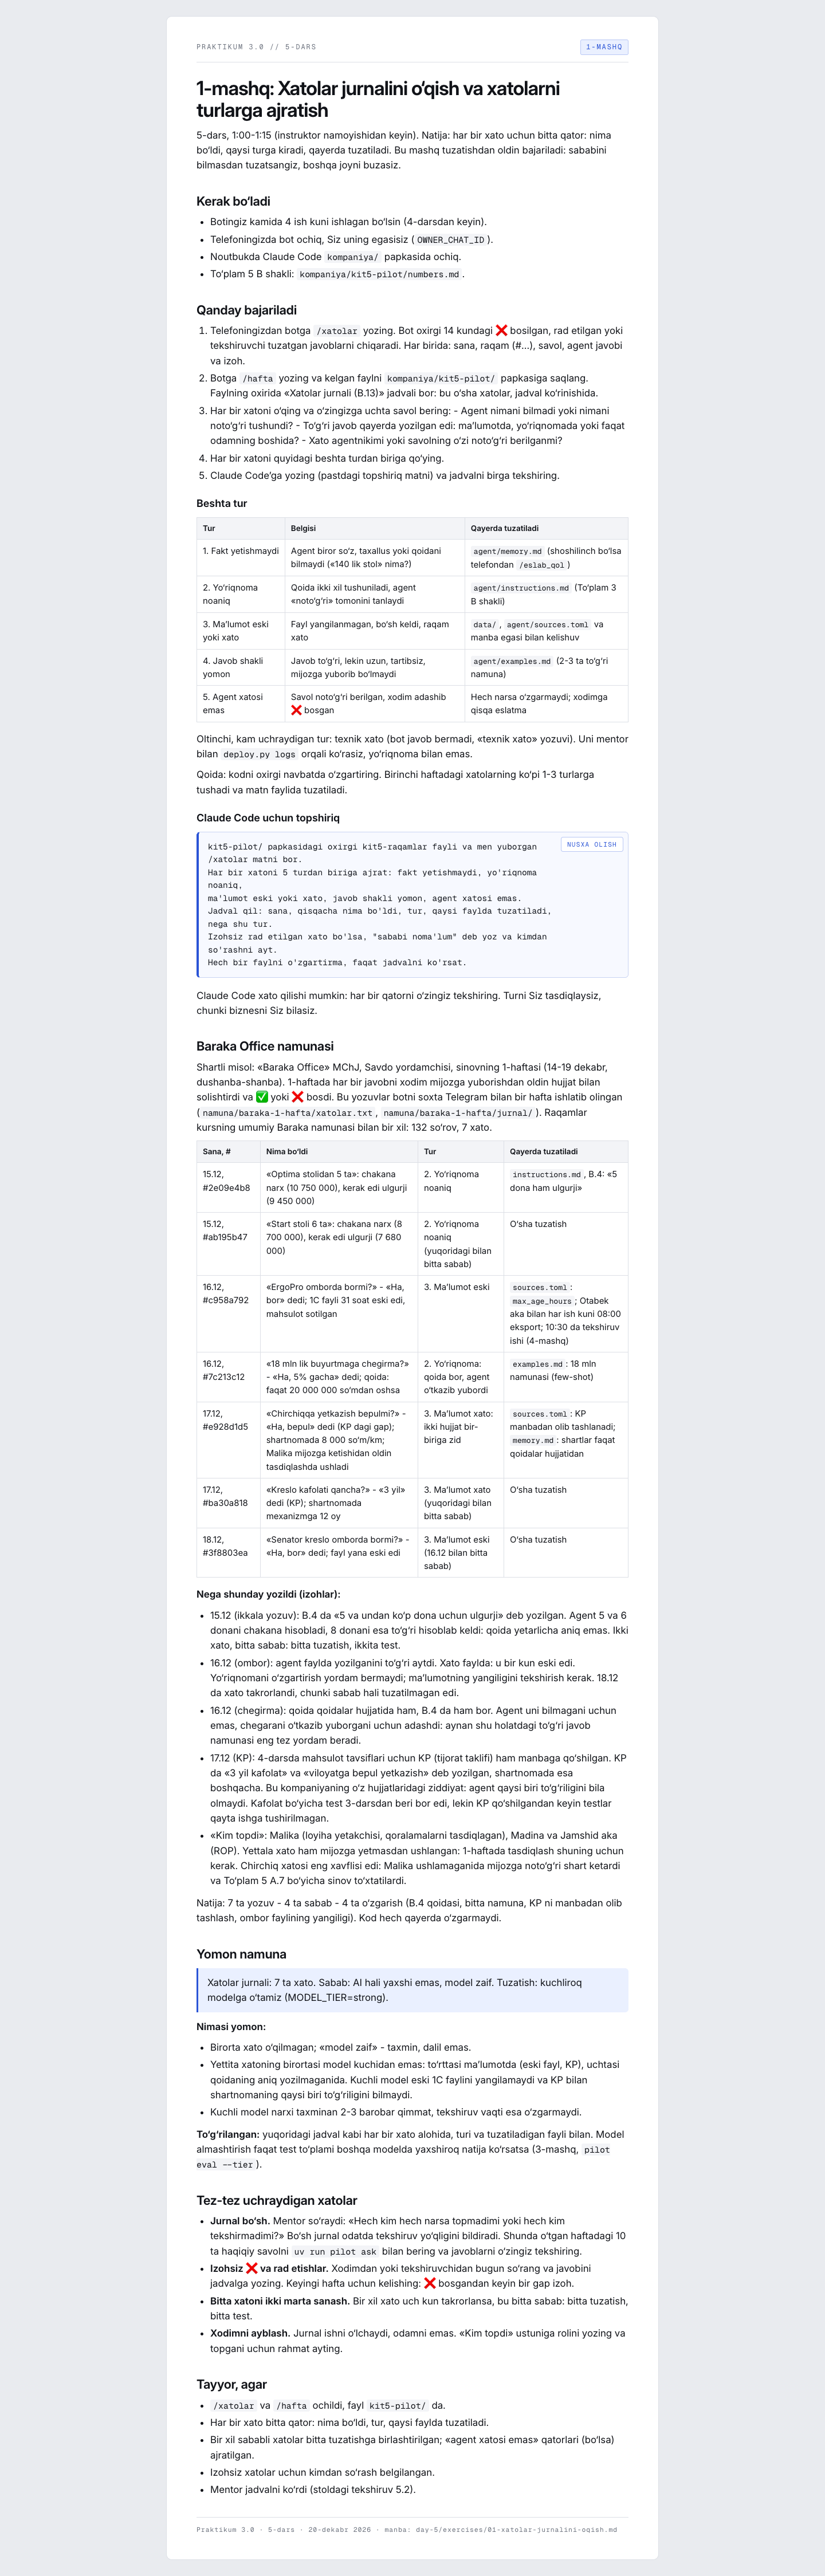 PRAKTIKUM 3.0 // 5-DARS
1-MASHQ
1-mashq: Xatolar jurnalini o‘qish va xatolarni
turlarga ajratish
5-dars, 1:00-1:15 (instruktor namoyishidan keyin). Natija: har bir xato uchun bitta qator: nima
bo‘ldi, qaysi turga kiradi, qayerda tuzatiladi. Bu mashq tuzatishdan oldin bajariladi: sababini
bilmasdan tuzatsangiz, boshqa joyni buzasiz.
Kerak bo‘ladi
• Botingiz kamida 4 ish kuni ishlagan bo‘lsin (4-darsdan keyin).
• Telefoningizda bot ochiq, Siz uning egasisiz ( OWNER_CHAT_ID ).
• Noutbukda Claude Code kompaniya/ papkasida ochiq.
• To‘plam 5 B shakli: kompaniya/kit5-pilot/numbers.md .
Qanday bajariladi
1. Telefoningizdan botga /xatolar yozing. Bot oxirgi 14 kundagi ❌ bosilgan, rad etilgan yoki
tekshiruvchi tuzatgan javoblarni chiqaradi. Har birida: sana, raqam (#...), savol, agent javobi
va izoh.
2. Botga /hafta yozing va kelgan faylni kompaniya/kit5-pilot/ papkasiga saqlang.
Faylning oxirida «Xatolar jurnali (B.13)» jadvali bor: bu o‘sha xatolar, jadval ko‘rinishida.
3. Har bir xatoni o‘qing va o‘zingizga uchta savol bering: - Agent nimani bilmadi yoki nimani
noto‘g‘ri tushundi? - To‘g‘ri javob qayerda yozilgan edi: ma’lumotda, yo‘riqnomada yoki faqat
odamning boshida? - Xato agentnikimi yoki savolning o‘zi noto‘g‘ri berilganmi?
4. Har bir xatoni quyidagi beshta turdan biriga qo‘ying.
5. Claude Code’ga yozing (pastdagi topshiriq matni) va jadvalni birga tekshiring.
Beshta tur
Tur
Belgisi
Qayerda tuzatiladi
1. Fakt yetishmaydi
Agent biror so‘z, taxallus yoki qoidani
bilmaydi («140 lik stol» nima?)
agent/memory.md (shoshilinch bo‘lsa
telefondan /eslab_qol )
2. Yo‘riqnoma
noaniq
Qoida ikki xil tushuniladi, agent
«noto‘g‘ri» tomonini tanlaydi
agent/instructions.md (To‘plam 3
B shakli)
3. Ma’lumot eski
yoki xato
Fayl yangilanmagan, bo‘sh keldi, raqam
xato
data/ , agent/sources.toml va
manba egasi bilan kelishuv
4. Javob shakli
yomon
Javob to‘g‘ri, lekin uzun, tartibsiz,
mijozga yuborib bo‘lmaydi
agent/examples.md (2-3 ta to‘g‘ri
namuna)
5. Agent xatosi
emas
Savol noto‘g‘ri berilgan, xodim adashib
❌ bosgan
Hech narsa o‘zgarmaydi; xodimga
qisqa eslatma
Oltinchi, kam uchraydigan tur: texnik xato (bot javob bermadi, «texnik xato» yozuvi). Uni mentor
bilan deploy.py logs orqali ko‘rasiz, yo‘riqnoma bilan emas.
Qoida: kodni oxirgi navbatda o‘zgartiring. Birinchi haftadagi xatolarning ko‘pi 1-3 turlarga
tushadi va matn faylida tuzatiladi.
Claude Code uchun topshiriq
NUSXA OLISH
kit5-pilot/ papkasidagi oxirgi kit5-raqamlar fayli va men yuborgan
/xatolar matni bor.
Har bir xatoni 5 turdan biriga ajrat: fakt yetishmaydi, yo'riqnoma
noaniq,
ma'lumot eski yoki xato, javob shakli yomon, agent xatosi emas.
Jadval qil: sana, qisqacha nima bo'ldi, tur, qaysi faylda tuzatiladi,
nega shu tur.
Izohsiz rad etilgan xato bo'lsa, "sababi noma'lum" deb yoz va kimdan
so'rashni ayt.
Hech bir faylni o'zgartirma, faqat jadvalni ko'rsat.
Claude Code xato qilishi mumkin: har bir qatorni o‘zingiz tekshiring. Turni Siz tasdiqlaysiz,
chunki biznesni Siz bilasiz.
Baraka Office namunasi
Shartli misol: «Baraka Office» MChJ, Savdo yordamchisi, sinovning 1-haftasi (14-19 dekabr,
dushanba-shanba). 1-haftada har bir javobni xodim mijozga yuborishdan oldin hujjat bilan
solishtirdi va ✅ yoki ❌ bosdi. Bu yozuvlar botni soxta Telegram bilan bir hafta ishlatib olingan
( namuna/baraka-1-hafta/xatolar.txt , namuna/baraka-1-hafta/jurnal/ ). Raqamlar
kursning umumiy Baraka namunasi bilan bir xil: 132 so‘rov, 7 xato.
Sana, #
Nima bo‘ldi
Tur
Qayerda tuzatiladi
15.12,
#2e09e4b8
«Optima stolidan 5 ta»: chakana
narx (10 750 000), kerak edi ulgurji
(9 450 000)
2. Yo‘riqnoma
noaniq
instructions.md , B.4: «5
dona ham ulgurji»
15.12,
#ab195b47
«Start stoli 6 ta»: chakana narx (8
700 000), kerak edi ulgurji (7 680
000)
2. Yo‘riqnoma
noaniq
(yuqoridagi bilan
bitta sabab)
O‘sha tuzatish
16.12,
#c958a792
«ErgoPro omborda bormi?» - «Ha,
bor» dedi; 1C fayli 31 soat eski edi,
mahsulot sotilgan
3. Ma’lumot eski
sources.toml :
max_age_hours ; Otabek
aka bilan har ish kuni 08:00
eksport; 10:30 da tekshiruv
ishi (4-mashq)
16.12,
#7c213c12
«18 mln lik buyurtmaga chegirma?»
- «Ha, 5% gacha» dedi; qoida:
faqat 20 000 000 so‘mdan oshsa
2. Yo‘riqnoma:
qoida bor, agent
o‘tkazib yubordi
examples.md : 18 mln
namunasi (few-shot)
17.12,
#e928d1d5
«Chirchiqqa yetkazish bepulmi?» -
«Ha, bepul» dedi (KP dagi gap);
shartnomada 8 000 so‘m/km;
Malika mijozga ketishidan oldin
tasdiqlashda ushladi
3. Ma’lumot xato:
ikki hujjat bir-
biriga zid
sources.toml : KP
manbadan olib tashlanadi;
memory.md : shartlar faqat
qoidalar hujjatidan
17.12,
#ba30a818
«Kreslo kafolati qancha?» - «3 yil»
dedi (KP); shartnomada
mexanizmga 12 oy
3. Ma’lumot xato
(yuqoridagi bilan
bitta sabab)
O‘sha tuzatish
18.12,
#3f8803ea
«Senator kreslo omborda bormi?» -
«Ha, bor» dedi; fayl yana eski edi
3. Ma’lumot eski
(16.12 bilan bitta
sabab)
O‘sha tuzatish
Nega shunday yozildi (izohlar):
• 15.12 (ikkala yozuv): B.4 da «5 va undan ko‘p dona uchun ulgurji» deb yozilgan. Agent 5 va 6
donani chakana hisobladi, 8 donani esa to‘g‘ri hisoblab keldi: qoida yetarlicha aniq emas. Ikki
xato, bitta sabab: bitta tuzatish, ikkita test.
• 16.12 (ombor): agent faylda yozilganini to‘g‘ri aytdi. Xato faylda: u bir kun eski edi.
Yo‘riqnomani o‘zgartirish yordam bermaydi; ma’lumotning yangiligini tekshirish kerak. 18.12
da xato takrorlandi, chunki sabab hali tuzatilmagan edi.
• 16.12 (chegirma): qoida qoidalar hujjatida ham, B.4 da ham bor. Agent uni bilmagani uchun
emas, chegarani o‘tkazib yuborgani uchun adashdi: aynan shu holatdagi to‘g‘ri javob
namunasi eng tez yordam beradi.
• 17.12 (KP): 4-darsda mahsulot tavsiflari uchun KP (tijorat taklifi) ham manbaga qo‘shilgan. KP
da «3 yil kafolat» va «viloyatga bepul yetkazish» deb yozilgan, shartnomada esa
boshqacha. Bu kompaniyaning o‘z hujjatlaridagi ziddiyat: agent qaysi biri to‘g‘riligini bila
olmaydi. Kafolat bo‘yicha test 3-darsdan beri bor edi, lekin KP qo‘shilgandan keyin testlar
qayta ishga tushirilmagan.
• «Kim topdi»: Malika (loyiha yetakchisi, qoralamalarni tasdiqlagan), Madina va Jamshid aka
(ROP). Yettala xato ham mijozga yetmasdan ushlangan: 1-haftada tasdiqlash shuning uchun
kerak. Chirchiq xatosi eng xavflisi edi: Malika ushlamaganida mijozga noto‘g‘ri shart ketardi
va To‘plam 5 A.7 bo‘yicha sinov to‘xtatilardi.
Natija: 7 ta yozuv - 4 ta sabab - 4 ta o‘zgarish (B.4 qoidasi, bitta namuna, KP ni manbadan olib
tashlash, ombor faylining yangiligi). Kod hech qayerda o‘zgarmaydi.
Yomon namuna
Xatolar jurnali: 7 ta xato. Sabab: AI hali yaxshi emas, model zaif. Tuzatish: kuchliroq
modelga o‘tamiz (MODEL_TIER=strong).
Nimasi yomon:
• Birorta xato o‘qilmagan; «model zaif» - taxmin, dalil emas.
• Yettita xatoning birortasi model kuchidan emas: to‘rttasi ma’lumotda (eski fayl, KP), uchtasi
qoidaning aniq yozilmaganida. Kuchli model eski 1C faylini yangilamaydi va KP bilan
shartnomaning qaysi biri to‘g‘riligini bilmaydi.
• Kuchli model narxi taxminan 2-3 barobar qimmat, tekshiruv vaqti esa o‘zgarmaydi.
To‘g‘rilangan: yuqoridagi jadval kabi har bir xato alohida, turi va tuzatiladigan fayli bilan. Model
almashtirish faqat test to‘plami boshqa modelda yaxshiroq natija ko‘rsatsa (3-mashq, pilot
eval --tier ).
Tez-tez uchraydigan xatolar
• Jurnal bo‘sh. Mentor so‘raydi: «Hech kim hech narsa topmadimi yoki hech kim
tekshirmadimi?» Bo‘sh jurnal odatda tekshiruv yo‘qligini bildiradi. Shunda o‘tgan haftadagi 10
ta haqiqiy savolni uv run pilot ask bilan bering va javoblarni o‘zingiz tekshiring.
• Izohsiz ❌ va rad etishlar. Xodimdan yoki tekshiruvchidan bugun so‘rang va javobini
jadvalga yozing. Keyingi hafta uchun kelishing: ❌ bosgandan keyin bir gap izoh.
• Bitta xatoni ikki marta sanash. Bir xil xato uch kun takrorlansa, bu bitta sabab: bitta tuzatish,
bitta test.
• Xodimni ayblash. Jurnal ishni o‘lchaydi, odamni emas. «Kim topdi» ustuniga rolini yozing va
topgani uchun rahmat ayting.
Tayyor, agar
• /xatolar va /hafta ochildi, fayl kit5-pilot/ da.
• Har bir xato bitta qator: nima bo‘ldi, tur, qaysi faylda tuzatiladi.
• Bir xil sababli xatolar bitta tuzatishga birlashtirilgan; «agent xatosi emas» qatorlari (bo‘lsa)
ajratilgan.
• Izohsiz xatolar uchun kimdan so‘rash belgilangan.
• Mentor jadvalni ko‘rdi (stoldagi tekshiruv 5.2).
Praktikum 3.0 · 5-dars · 20-dekabr 2026 · manba: day-5/exercises/01-xatolar-jurnalini-oqish.md